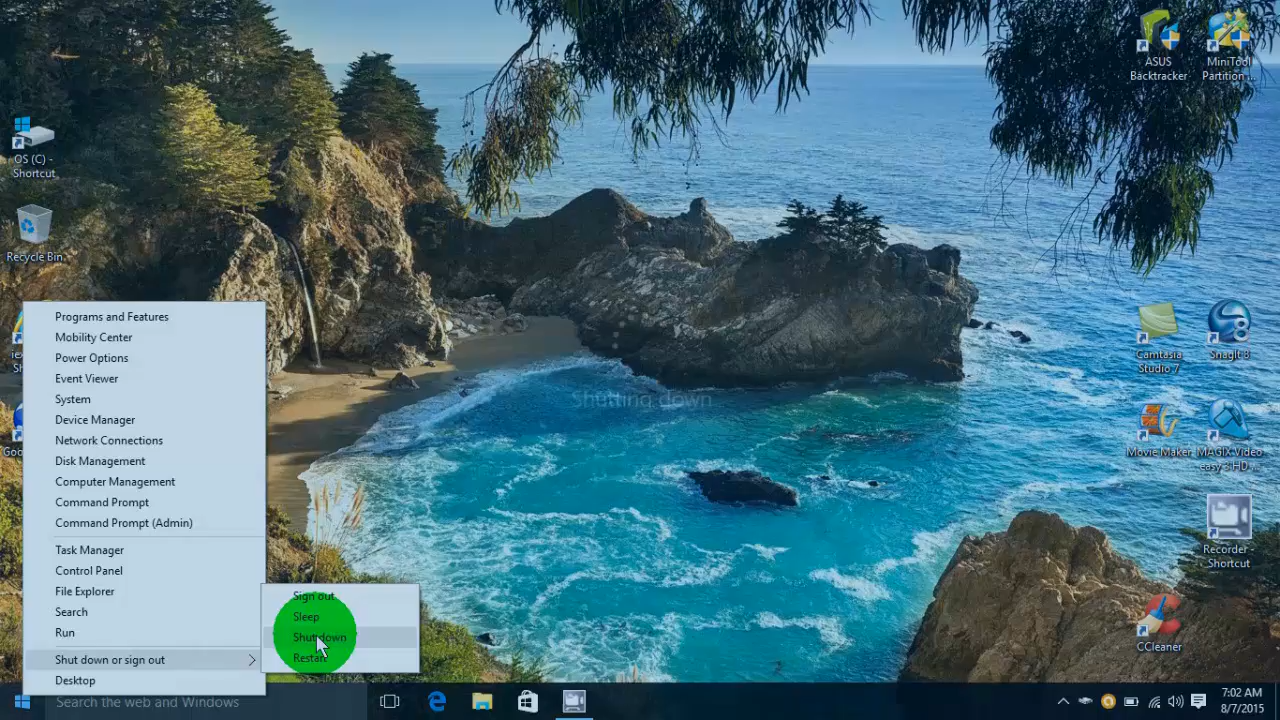 ASUS
Backtracker
MiniTool
Partition ...
OS (C) -
Shortcut
Recycle Bin
Programs and Features
Mobility Center
Power Options
Event Viewer
System
Device Manager
Network Connections
Disk Management
Computer Management
Command Prompt
Command Prompt (Admin)
Task Manager
Control Panel
File Explorer
Search
Run
Shut down or sign out
Desktop
Sign out
Sleep
Shut down
Restart
Shutting down
Camtasia
Studio 7
SnagIt 8
Movie Maker
MAGIX Video
easy 3 HD ...
Recorder -
Shortcut
CCleaner
Search the web and Windows
7:02 AM
8/7/2015